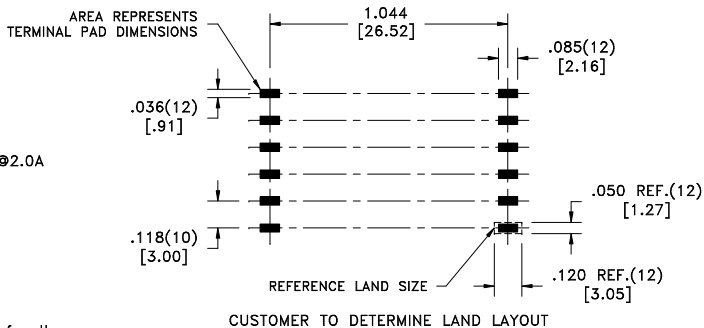 AREA REPRESENTS
TERMINAL PAD DIMENSIONS
1.044
[26.52]
.085(12)
[2.16]
.036(12)
[.91]
@2.0A
.050 REF.(12)
[1.27]
.118(10)
[3.00]
REFERENCE LAND SIZE
.120 REF.(12)
[3.05]
CUSTOMER TO DETERMINE LAND LAYOUT